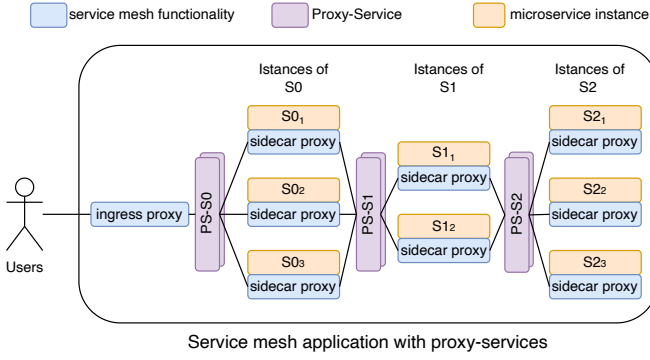 service mesh functionality
Proxy-Service
microservice instance
Istances of
S0
Istances of
S1
Istances of
S2
S0₁
sidecar proxy
S0₂
sidecar proxy
S0₃
sidecar proxy
S1₁
sidecar proxy
S1₂
sidecar proxy
S2₁
sidecar proxy
S2₂
sidecar proxy
S2₃
sidecar proxy
ingress proxy
PS-S0
PS-S1
PS-S2
Users
Service mesh application with proxy-services